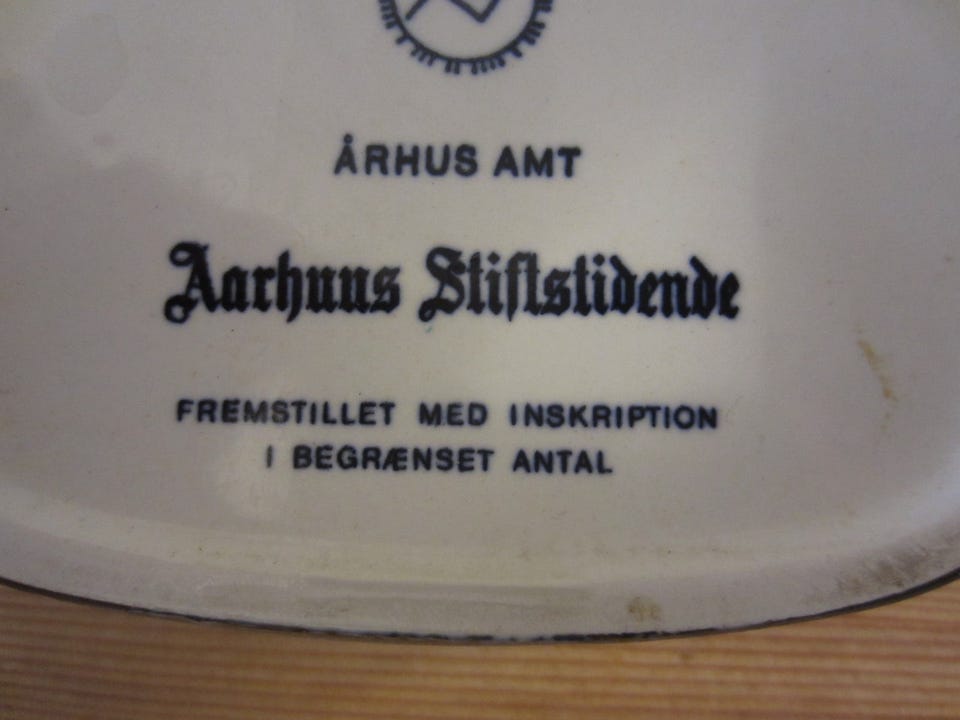 ÅRHUS AMT
Aarhuus Stiftstidende
FREMSTILLET MED INSKRIPTION
I BEGRÆNSET ANTAL